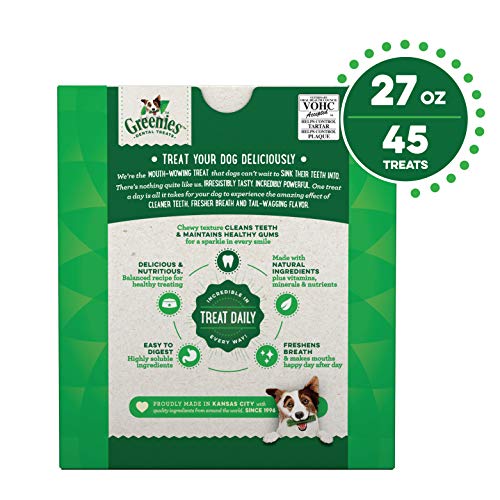 Greenies™
DENTAL TREATS
VOHC
Accepted
HELPS CONTROL
TARTAR
HELPS CONTROL
PLAQUE
27 OZ
45
TREATS
TREAT YOUR DOG DELICIOUSLY
We're the MOUTH-WOWING TREAT that dogs can't wait to SINK THEIR TEETH INTO.
There's nothing quite like us. IRRESISTIBLY TASTY, INCREDIBLY POWERFUL. One treat
a day is all it takes for your dog to experience the amazing effect of
CLEANER TEETH, FRESHER BREATH AND TAIL-WAGGING FLAVOR.
Chewy texture CLEANS TEETH
& MAINTAINS HEALTHY GUMS
for a sparkle in every smile
DELICIOUS &
NUTRITIOUS.
Balanced recipe for
healthy treating
Made with
NATURAL
INGREDIENTS
plus vitamins,
minerals & nutrients
INCREDIBLE IN
TREAT DAILY
EVERY WAY!
EASY TO
DIGEST
Highly soluble
ingredients
FRESHENS
BREATH
& makes mouths
happy day after day
PROUDLY MADE IN KANSAS CITY with
quality ingredients from around the world. SINCE 1996